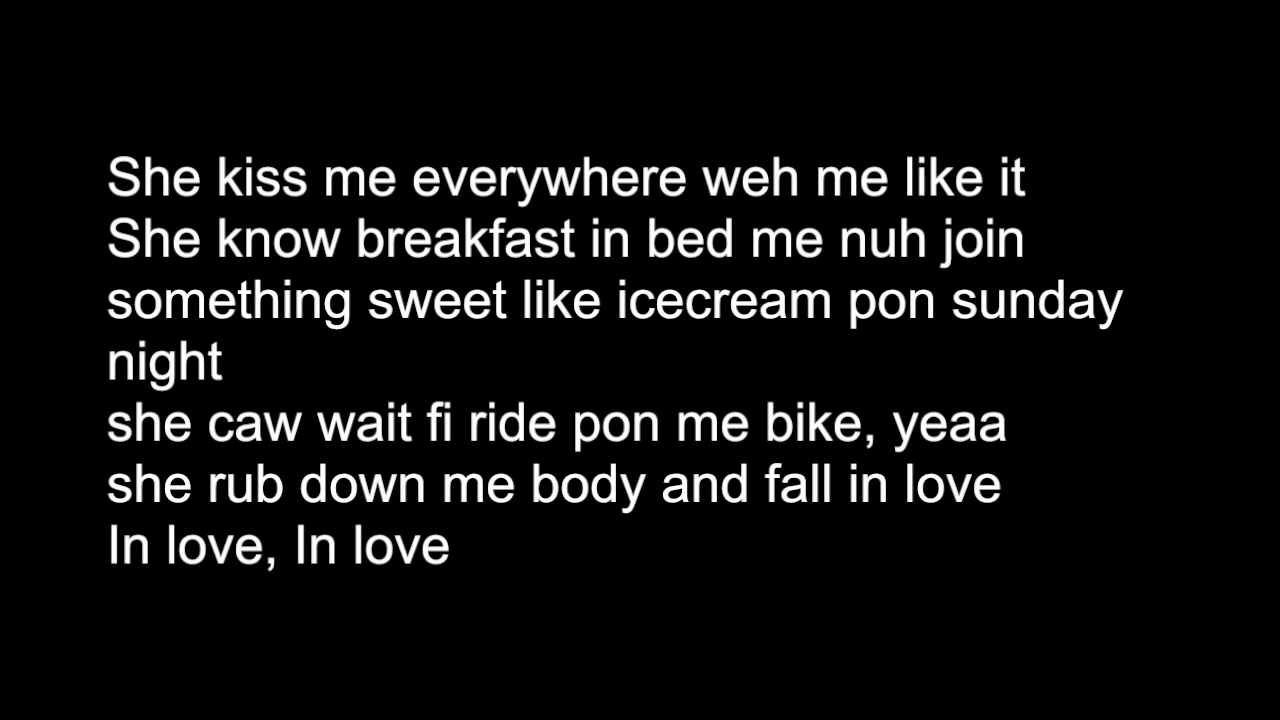 She kiss me everywhere weh me like it
She know breakfast in bed me nuh join
something sweet like icecream pon sunday
night
she caw wait fi ride pon me bike, yeaa
she rub down me body and fall in love
In love, In love